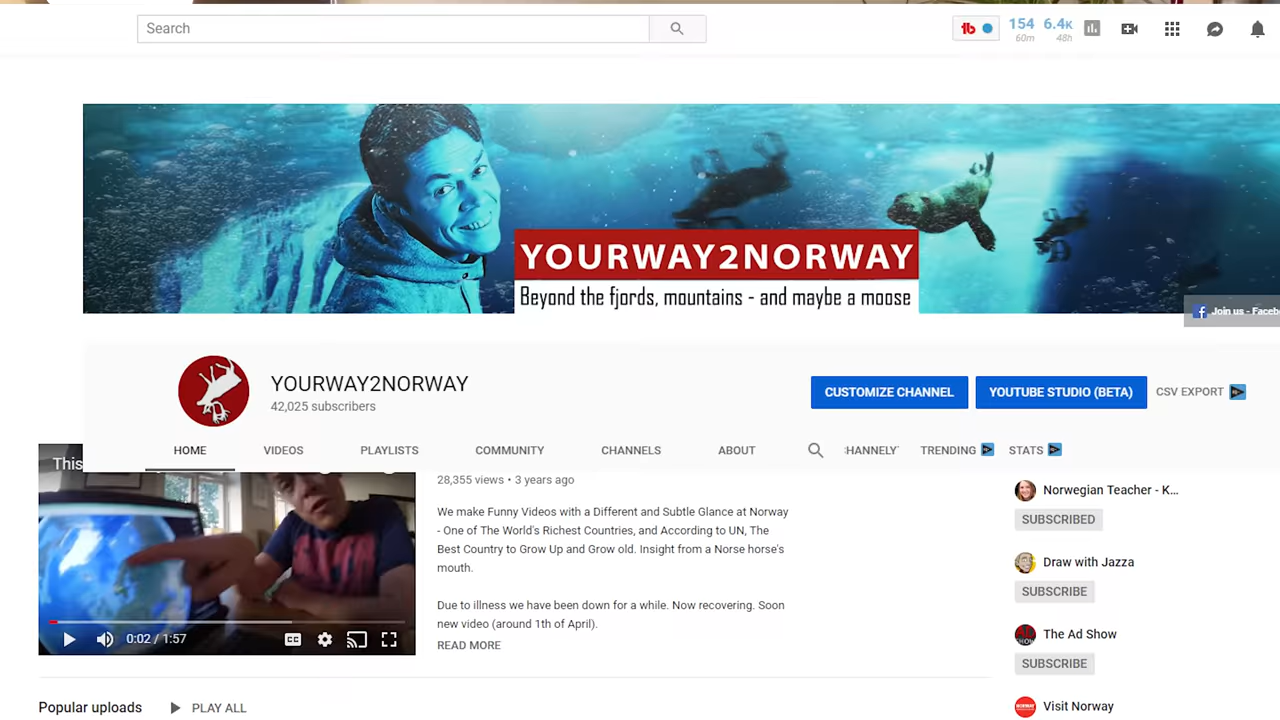 Search
154
6.4K
60m
48h
YOURWAY2NORWAY
Beyond the fjords, mountains - and maybe a moose
Join us - Faceb
YOURWAY2NORWAY
42,025 subscribers
CUSTOMIZE CHANNEL
YOUTUBE STUDIO (BETA)
CSV EXPORT
HOME
VIDEOS
PLAYLISTS
COMMUNITY
CHANNELS
ABOUT
HANNELY
TRENDING
STATS
This
0:02 / 1:57
28,355 views • 3 years ago
We make Funny Videos with a Different and Subtle Glance at Norway
- One of The World's Richest Countries, and According to UN, The
Best Country to Grow Up and Grow old. Insight from a Norse horse's
mouth.
Due to illness we have been down for a while. Now recovering. Soon
new video (around 1th of April).
READ MORE
Norwegian Teacher - K...
SUBSCRIBED
Draw with Jazza
SUBSCRIBE
The Ad Show
SUBSCRIBE
Visit Norway
Popular uploads
PLAY ALL